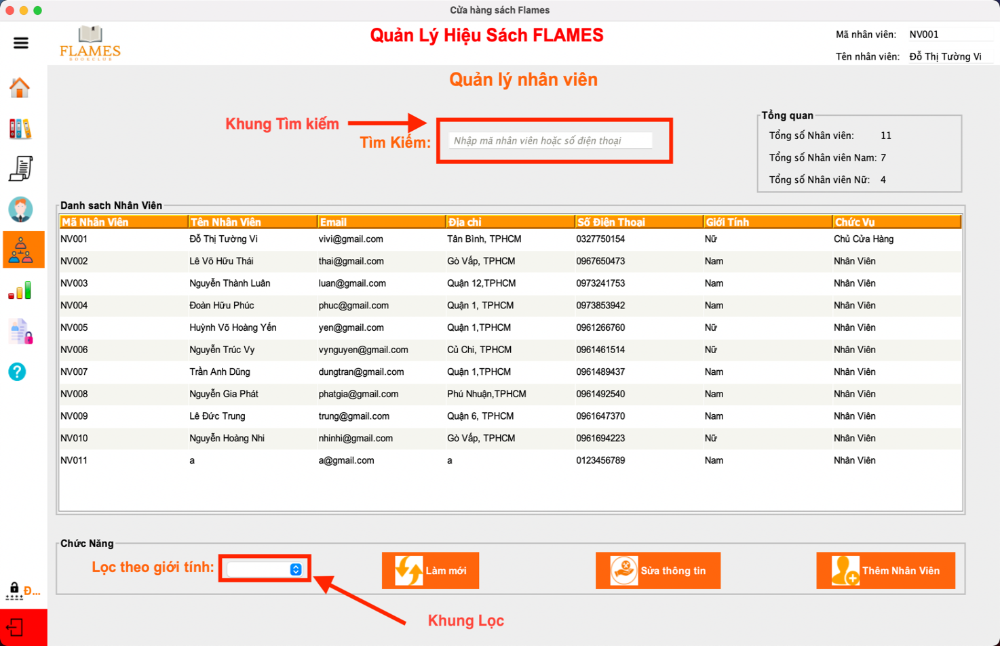 Cửa hàng sách Flames
FLAMES
BOOKCLUB
Quản Lý Hiệu Sách FLAMES
Mã nhân viên: NV001
Tên nhân viên: Đỗ Thị Tường Vi
Quản lý nhân viên
Khung Tìm kiếm
Tìm Kiếm: Nhập mã nhân viên hoặc số điện thoại
Tổng quan
Tổng số Nhân viên: 11
Tổng số Nhân viên Nam: 7
Tổng số Nhân viên Nữ: 4
Danh sach Nhân Viên
Mã Nhân Viên Tên Nhân Viên Email Địa chỉ Số Điện Thoại Giới Tính Chức Vụ
NV001 Đỗ Thị Tường Vi vivi@gmail.com Tân Bình, TPHCM 0327750154 Nữ Chủ Cửa Hàng
NV002 Lê Võ Hữu Thái thai@gmail.com Gò Vấp, TPHCM 0967650473 Nam Nhân Viên
NV003 Nguyễn Thành Luân luan@gmail.com Quận 12,TPHCM 0973241753 Nam Nhân Viên
NV004 Đoàn Hữu Phúc phuc@gmail.com Quận 1, TPHCM 0973853942 Nam Nhân Viên
NV005 Huỳnh Võ Hoàng Yến yen@gmail.com Quận 1,TPHCM 0961266760 Nữ Nhân Viên
NV006 Nguyễn Trúc Vy vynguyen@gmail.com Củ Chi, TPHCM 0961461514 Nữ Nhân Viên
NV007 Trần Anh Dũng dungtran@gmail.com Quận 1,TPHCM 0961489437 Nam Nhân Viên
NV008 Nguyễn Gia Phát phatgia@gmail.com Phú Nhuận,TPHCM 0961492540 Nam Nhân Viên
NV009 Lê Đức Trung trung@gmail.com Quận 6, TPHCM 0961647370 Nam Nhân Viên
NV010 Nguyễn Hoàng Nhi nhinhi@gmail.com Gò Vấp, TPHCM 0961694223 Nữ Nhân Viên
NV011 a a@gmail.com a 0123456789 Nam Nhân Viên
Chức Năng
Lọc theo giới tính: Làm mới Sửa thông tin Thêm Nhân Viên
Đ...
Khung Lọc